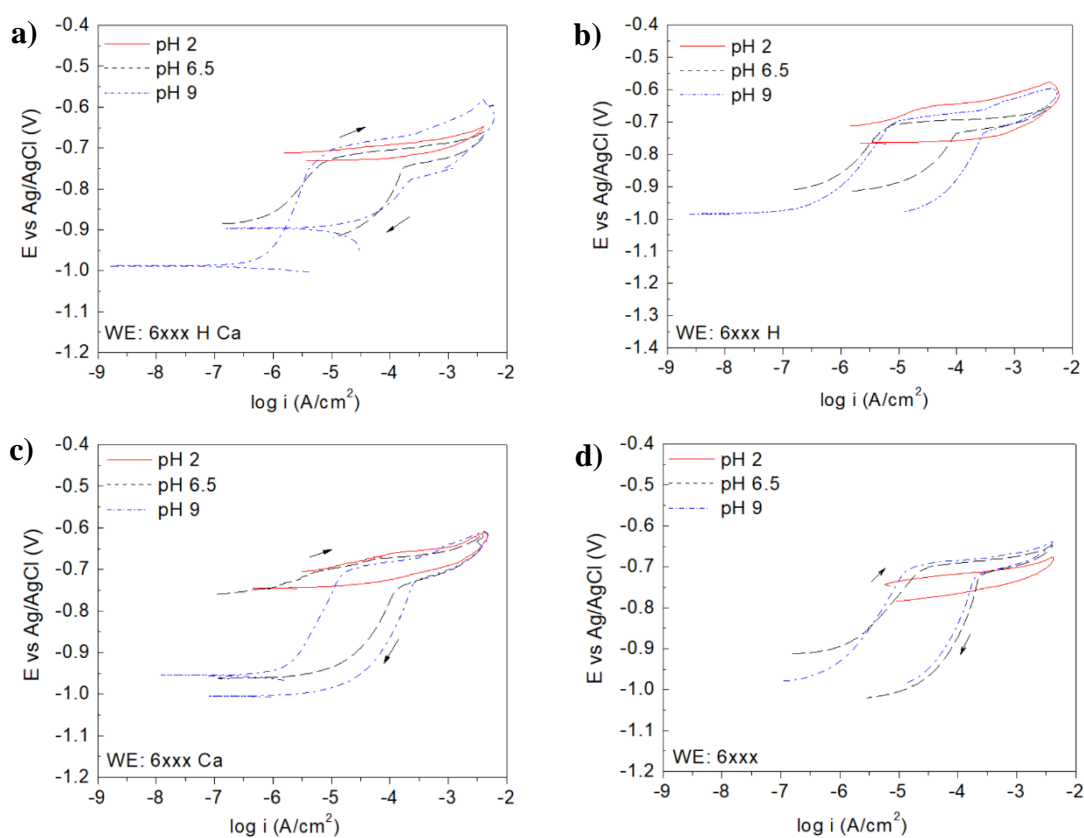 a)
-0.4
-0.5
-0.6
-0.7
-0.8
-0.9
-1.0
-1.1
-1.2
E vs Ag/AgCl (V)
pH 2
pH 6.5
pH 9
WE: 6xxx H Ca
-9 -8 -7 -6 -5 -4 -3 -2
log i (A/cm²)
b)
-0.4
-0.5
-0.6
-0.7
-0.8
-0.9
-1.0
-1.1
-1.2
-1.3
-1.4
E vs Ag/AgCl (V)
pH 2
pH 6.5
pH 9
WE: 6xxx H
-9 -8 -7 -6 -5 -4 -3 -2
log i (A/cm²)
c)
-0.4
-0.5
-0.6
-0.7
-0.8
-0.9
-1.0
-1.1
-1.2
E vs Ag/AgCl (V)
pH 2
pH 6.5
pH 9
WE: 6xxx Ca
-9 -8 -7 -6 -5 -4 -3 -2
log i (A/cm²)
d)
-0.4
-0.5
-0.6
-0.7
-0.8
-0.9
-1.0
-1.1
-1.2
E vs Ag/AgCl (V)
pH 2
pH 6.5
pH 9
WE: 6xxx
-9 -8 -7 -6 -5 -4 -3 -2
log i (A/cm²)